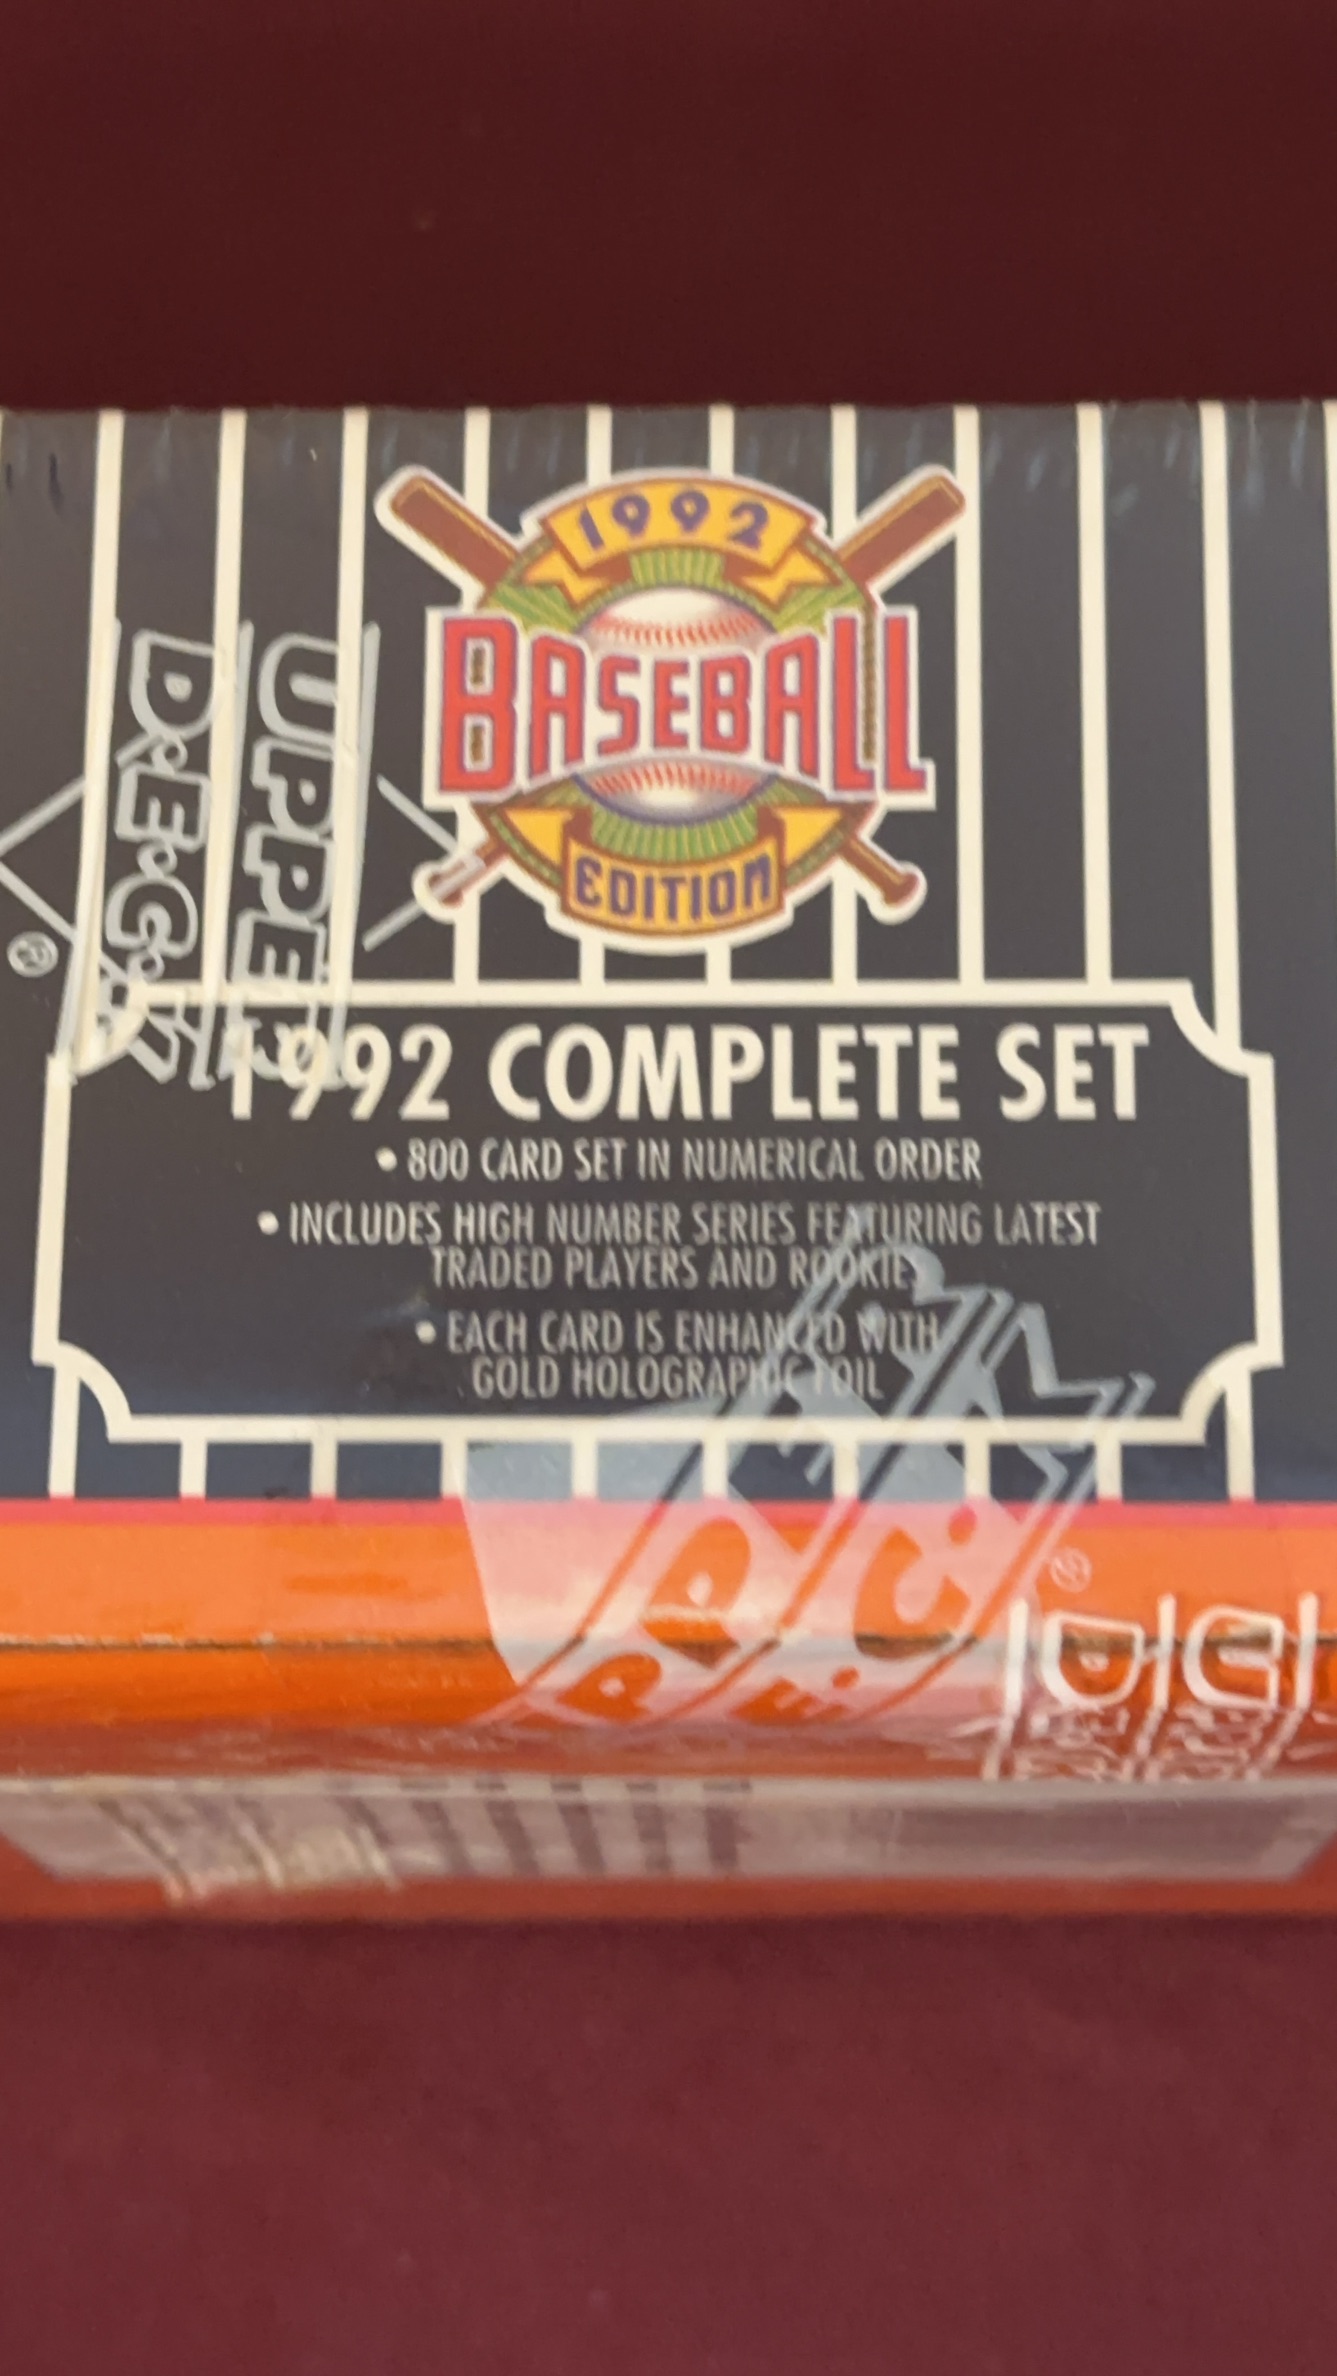 1992
BASEBALL
EDITION
UPPER
DECK
®
1992 COMPLETE SET
• 800 CARD SET IN NUMERICAL ORDER
• INCLUDES HIGH NUMBER SERIES FEATURING LATEST
TRADED PLAYERS AND ROOKIES
• EACH CARD IS ENHANCED WITH
GOLD HOLOGRAPHIC FOIL